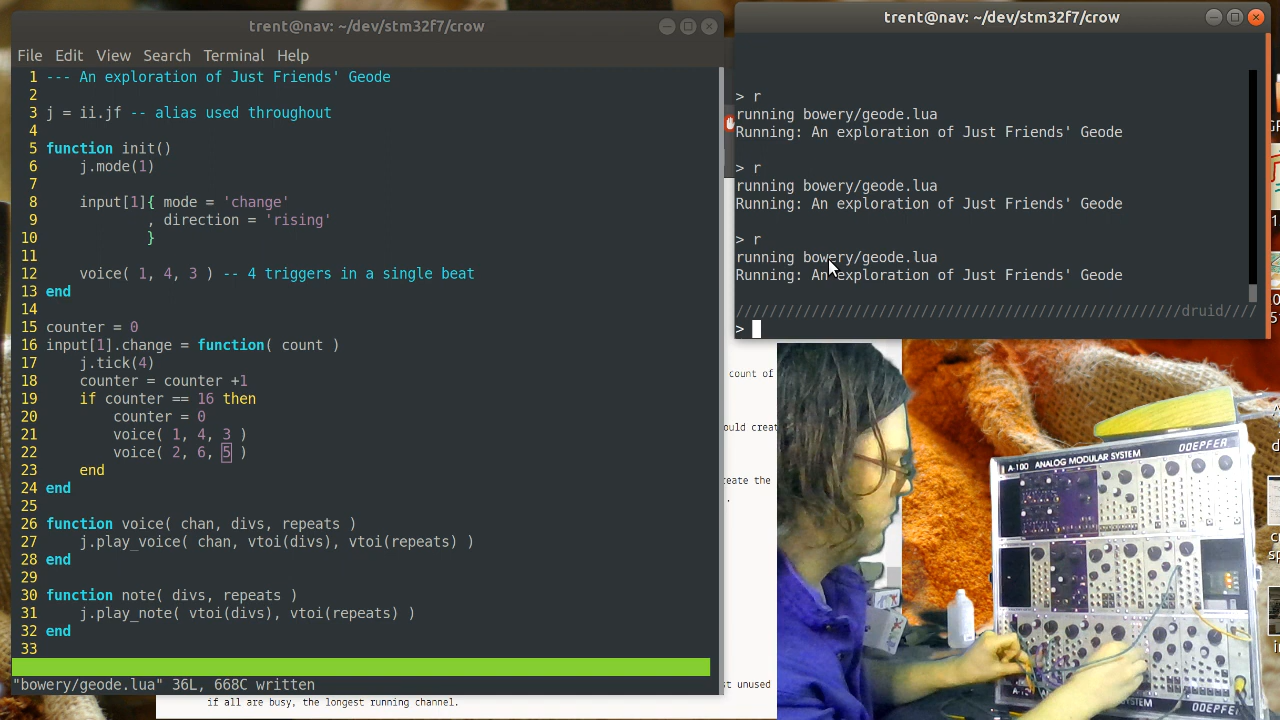 trent@nav: ~/dev/stm32f7/crow
File Edit View Search Terminal Help
1 --- An exploration of Just Friends' Geode
2
3 j = ii.jf -- alias used throughout
4
5 function init()
6 j.mode(1)
7
8 input[1]{ mode = 'change'
9 , direction = 'rising'
10 }
11
12 voice( 1, 4, 3 ) -- 4 triggers in a single beat
13 end
14
15 counter = 0
16 input[1].change = function( count )
17 j.tick(4)
18 counter = counter +1
19 if counter == 16 then
20 counter = 0
21 voice( 1, 4, 3 )
22 voice( 2, 6, 5 )
23 end
24 end
25
26 function voice( chan, divs, repeats )
27 j.play_voice( chan, vtoi(divs), vtoi(repeats) )
28 end
29
30 function note( divs, repeats )
31 j.play_note( vtoi(divs), vtoi(repeats) )
32 end
33
"bowery/geode.lua" 36L, 668C written
trent@nav: ~/dev/stm32f7/crow
> r
running bowery/geode.lua
Running: An exploration of Just Friends' Geode
> r
running bowery/geode.lua
Running: An exploration of Just Friends' Geode
> r
running bowery/geode.lua
Running: An exploration of Just Friends' Geode
//////////////////////////////////////////////////////druid////
>
count of
the
unused
if all are busy, the longest running channel.
A-100 ANALOG MODULAR SYSTEM DOEPFER
DOEPFER